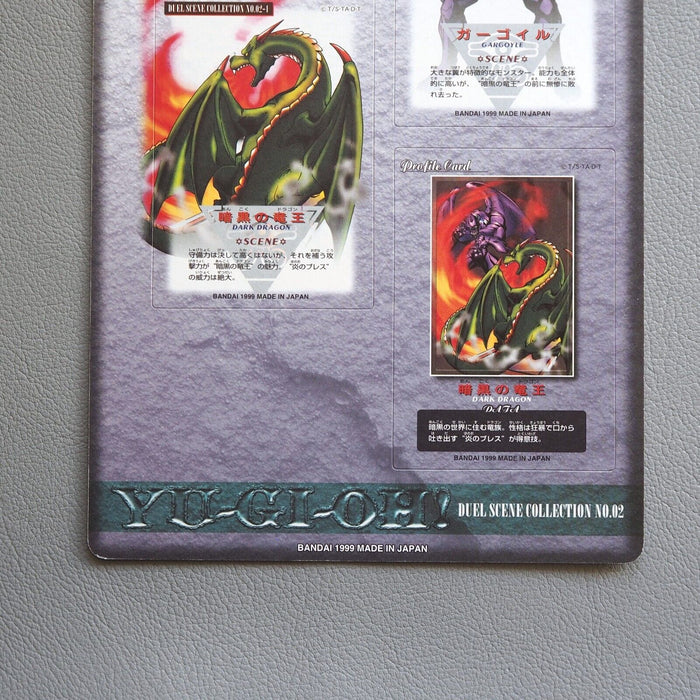 DUEL SCENE COLLECTION NO.02-1
©T/S·TA·D·T
暗黒の竜王
DARK DRAGON
✡SCENE✡
守備力は決して高くはないが、それを補う攻
撃力が“暗黒の竜王”の魅力。“炎のブレス”
の威力は絶大。
BANDAI 1999 MADE IN JAPAN
ガーゴイル
GARGOYLE
✡SCENE✡
大きな翼が特徴的なモンスター。能力も全体
的に高いが、“暗黒の竜王”の前に無惨に敗
れ去った。
BANDAI 1999 MADE IN JAPAN
Profile Card
©T/S·TA·D·T
暗黒の竜王
DARK DRAGON
DATA
暗黒の世界に住む竜族。性格は狂暴で口から
吐き出す“炎のブレス”が得意技。
BANDAI 1999 MADE IN JAPAN
YU-GI-OH!
DUEL SCENE COLLECTION NO.02
BANDAI 1999 MADE IN JAPAN